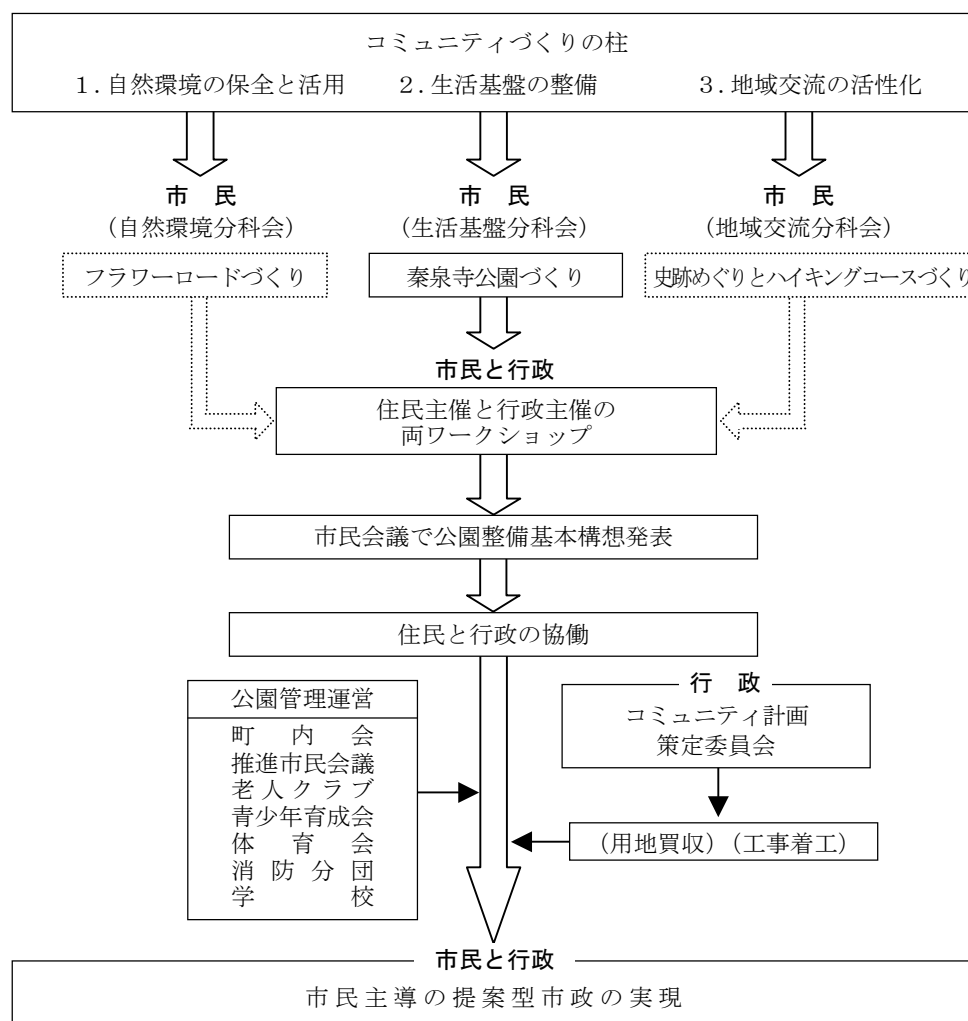 コミュニティづくりの柱
1.自然環境の保全と活用 2.生活基盤の整備 3.地域交流の活性化
市 民 市 民 市 民
(自然環境分科会) (生活基盤分科会) (地域交流分科会)
フラワーロードづくり 秦泉寺公園づくり 史跡めぐりとハイキングコースづくり
市民と行政
住民主催と行政主催の
両ワークショップ
市民会議で公園整備基本構想発表
住民と行政の協働
公園管理運営
町内会
推進市民会議
老人クラブ
青少年育成会
体育会
消防分団
学校
行 政
コミュニティ計画
策定委員会
(用地買収)(工事着工)
市民と行政
市民主導の提案型市政の実現